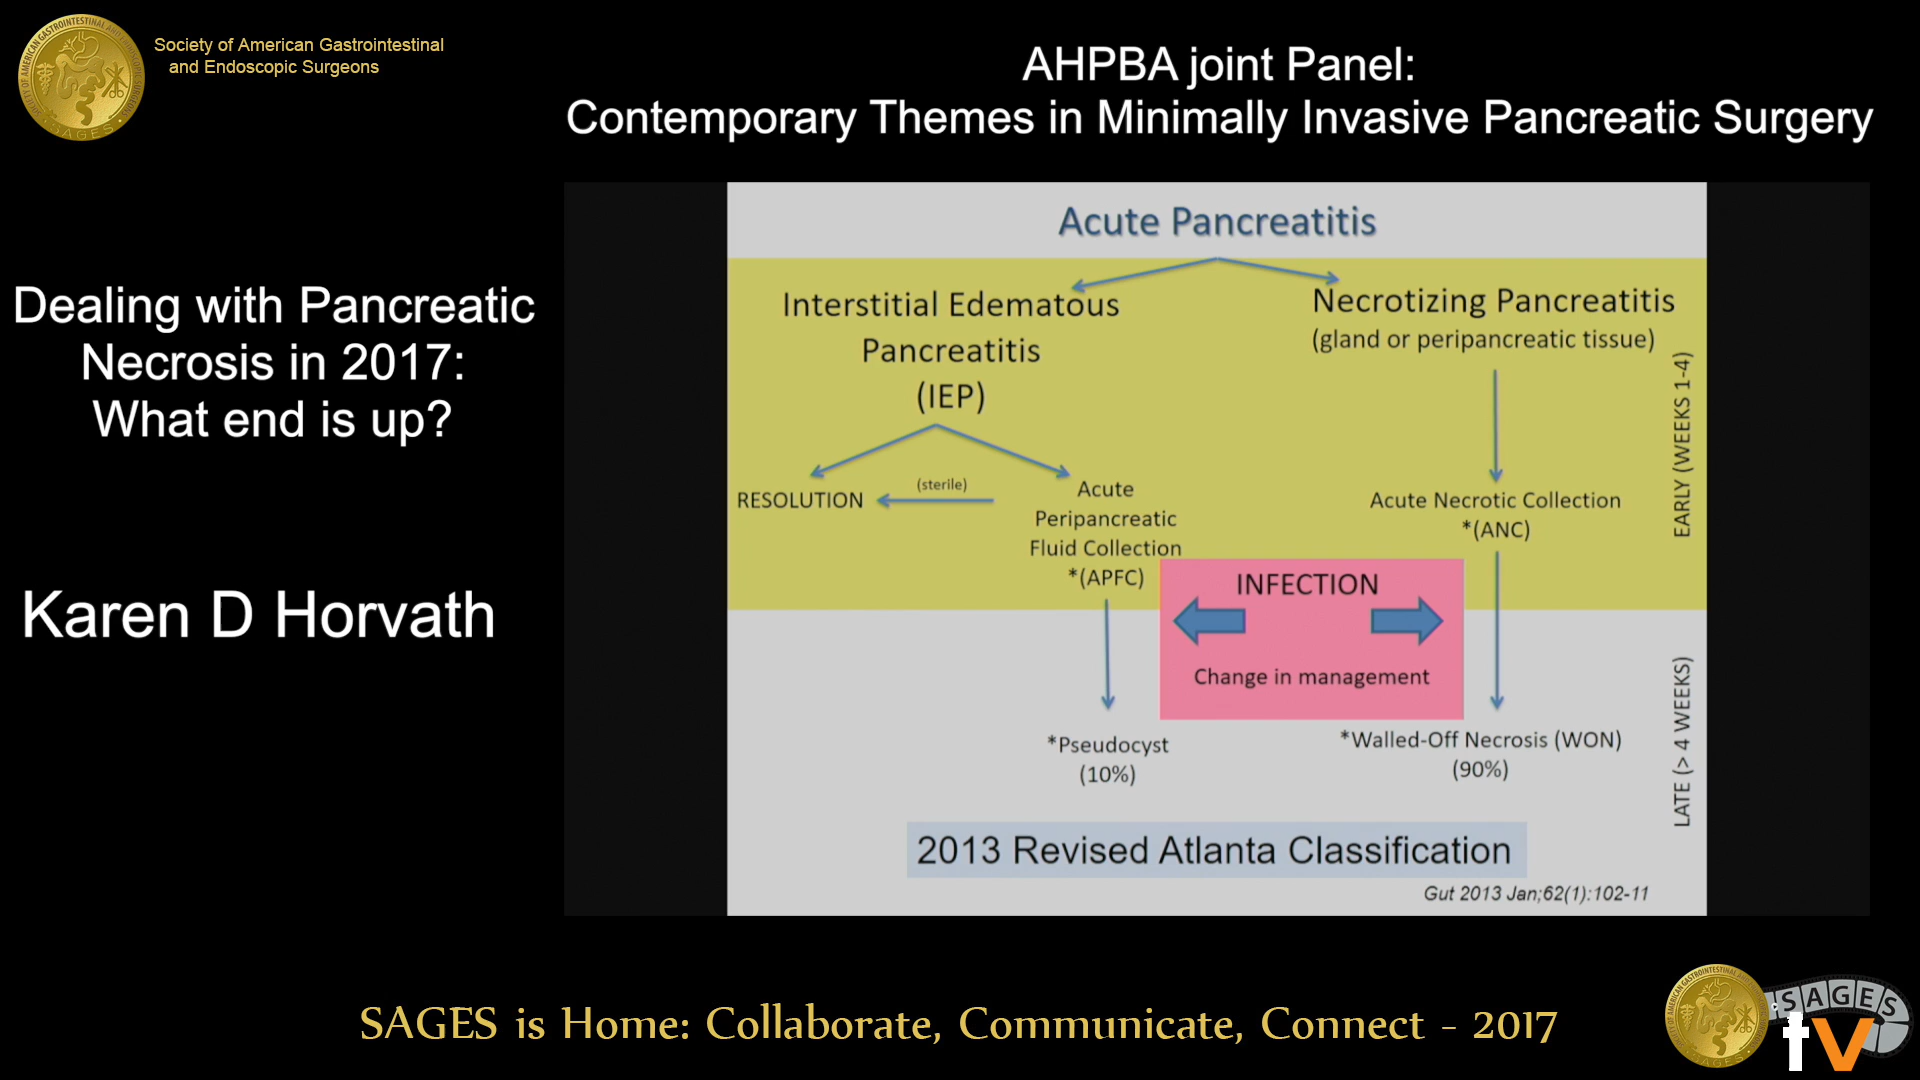 Society of American Gastrointestinal
and Endoscopic Surgeons
AHPBA joint Panel:
Contemporary Themes in Minimally Invasive Pancreatic Surgery
Dealing with Pancreatic
Necrosis in 2017:
What end is up?
Karen D Horvath
Acute Pancreatitis
Interstitial Edematous
Pancreatitis
(IEP)
Necrotizing Pancreatitis
(gland or peripancreatic tissue)
EARLY (WEEKS 1-4)
RESOLUTION
(sterile)
Acute
Peripancreatic
Fluid Collection
*(APFC)
Acute Necrotic Collection
*(ANC)
INFECTION
Change in management
*Pseudocyst
(10%)
*Walled-Off Necrosis (WON)
(90%)
LATE (> 4 WEEKS)
2013 Revised Atlanta Classification
Gut 2013 Jan;62(1):102-11
SAGES is Home: Collaborate, Communicate, Connect - 2017
SAGES
tv